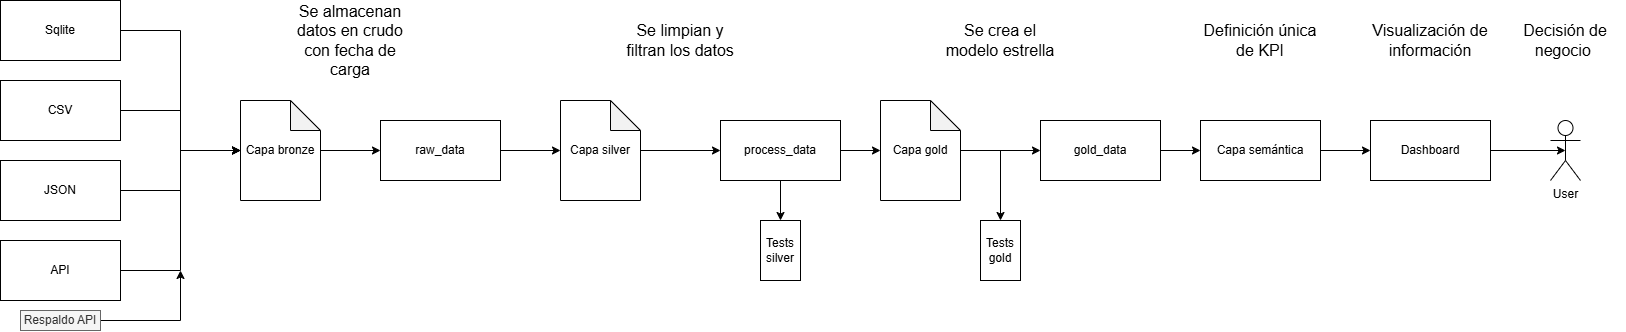 Se almacenan
datos en crudo
con fecha de
carga
Se limpian y
filtran los datos
Se crea el
modelo estrella
Definición única
de KPI
Visualización de
información
Decisión de
negocio
Sqlite
CSV
JSON
API
Respaldo API
Capa bronze
raw_data
Capa silver
process_data
Capa gold
gold_data
Capa semántica
Dashboard
User
Tests
silver
Tests
gold